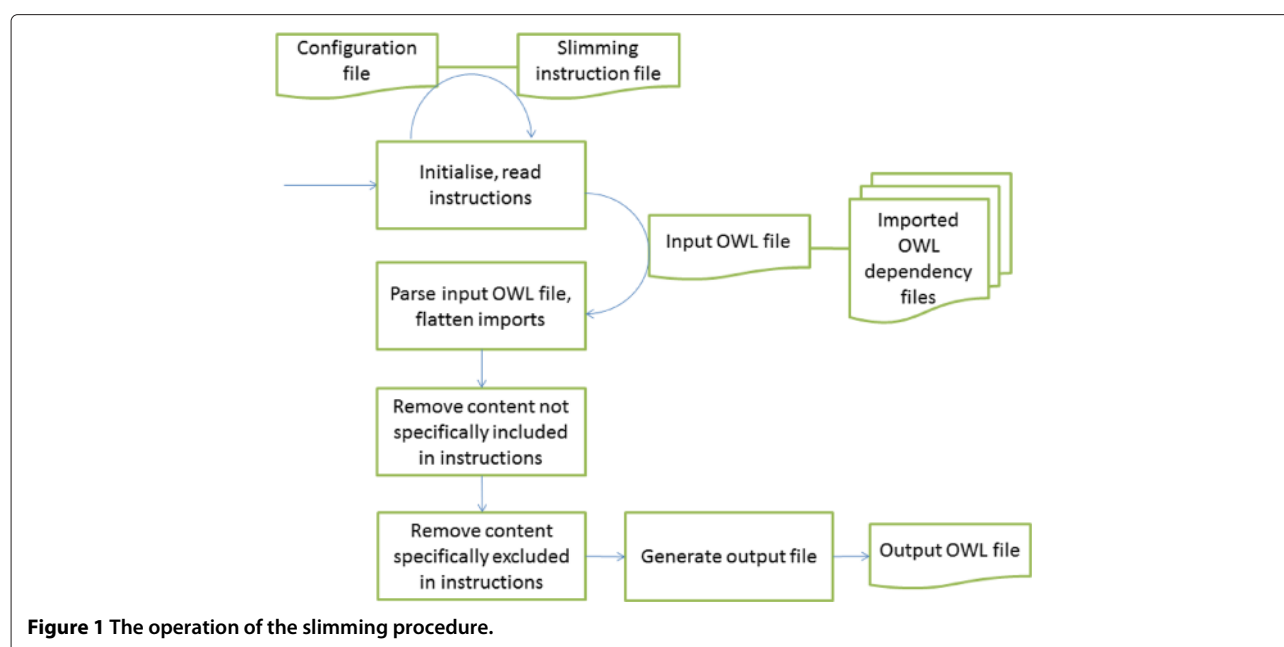 Configuration
file
Slimming
instruction file
Initialise, read
instructions
Input OWL file
Imported
OWL
dependency
files
Parse input OWL file,
flatten imports
Remove content not
specifically included
in instructions
Remove content
specifically excluded
in instructions
Generate output file
Output OWL file
Figure 1 The operation of the slimming procedure.